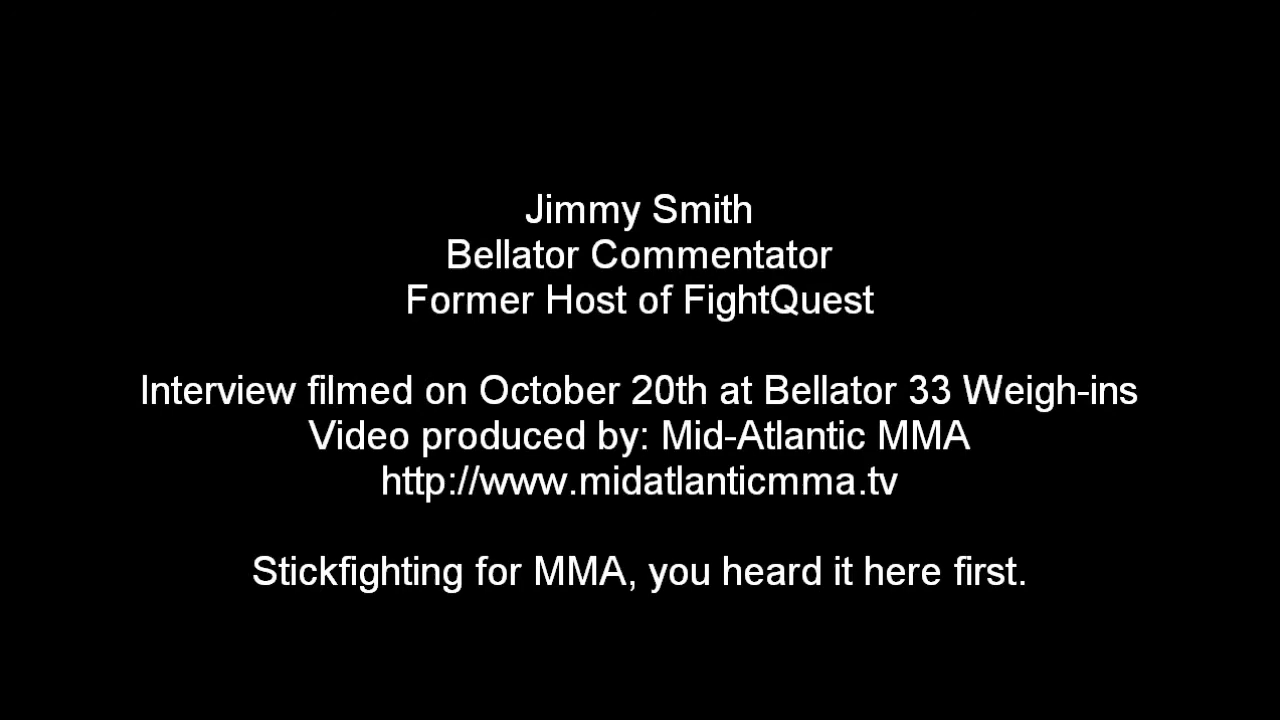 Jimmy Smith
Bellator Commentator
Former Host of FightQuest
Interview filmed on October 20th at Bellator 33 Weigh-ins
Video produced by: Mid-Atlantic MMA
http://www.midatlanticmma.tv
Stickfighting for MMA, you heard it here first.